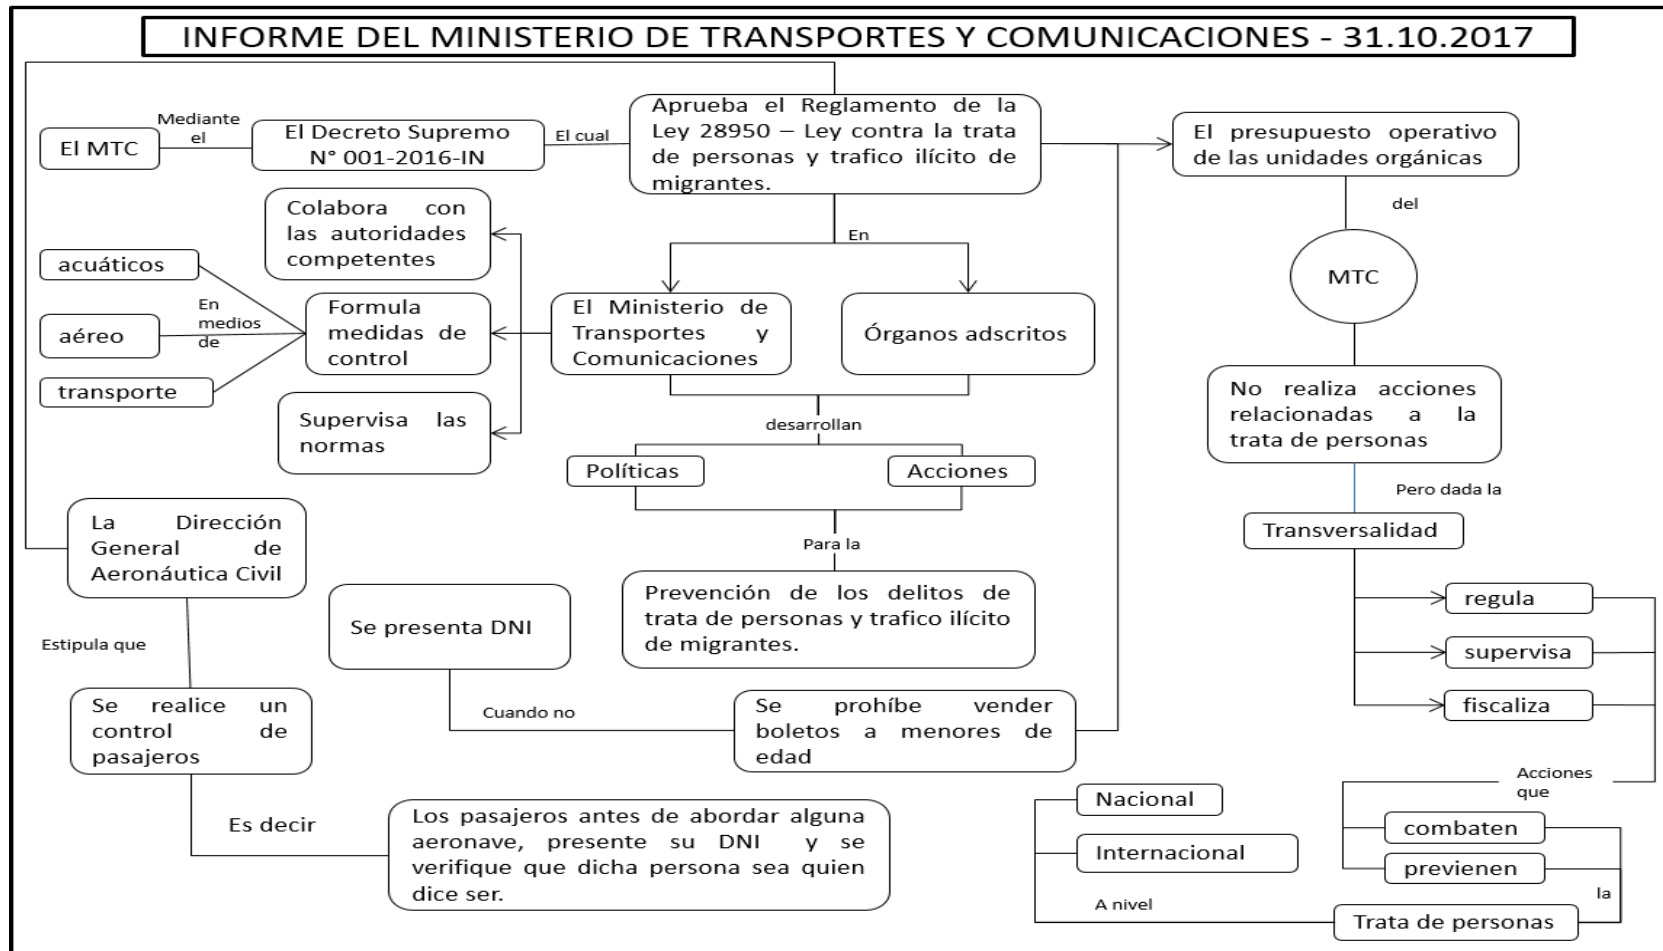 INFORME DEL MINISTERIO DE TRANSPORTES Y COMUNICACIONES - 31.10.2017
El MTC
Mediante
el
El Decreto Supremo
N° 001-2016-IN
El cual
Aprueba el Reglamento de la
Ley 28950 – Ley contra la trata
de personas y trafico ilícito de
migrantes.
El presupuesto operativo
de las unidades orgánicas
del
MTC
No realiza acciones
relacionadas a la
trata de personas
Pero dada la
Transversalidad
regula
supervisa
fiscaliza
Acciones
que
combaten
previenen
la
Trata de personas
A nivel
Nacional
Internacional
En
El Ministerio de
Transportes y
Comunicaciones
Órganos adscritos
Colabora con
las autoridades
competentes
Formula
medidas de
control
Supervisa las
normas
En
medios
de
acuáticos
aéreo
transporte
desarrollan
Políticas
Acciones
Para la
Prevención de los delitos de
trata de personas y trafico ilícito
de migrantes.
Se prohíbe vender
boletos a menores de
edad
Cuando no
Se presenta DNI
La Dirección
General de
Aeronáutica Civil
Estipula que
Se realice un
control de
pasajeros
Es decir
Los pasajeros antes de abordar alguna
aeronave, presente su DNI y se
verifique que dicha persona sea quien
dice ser.